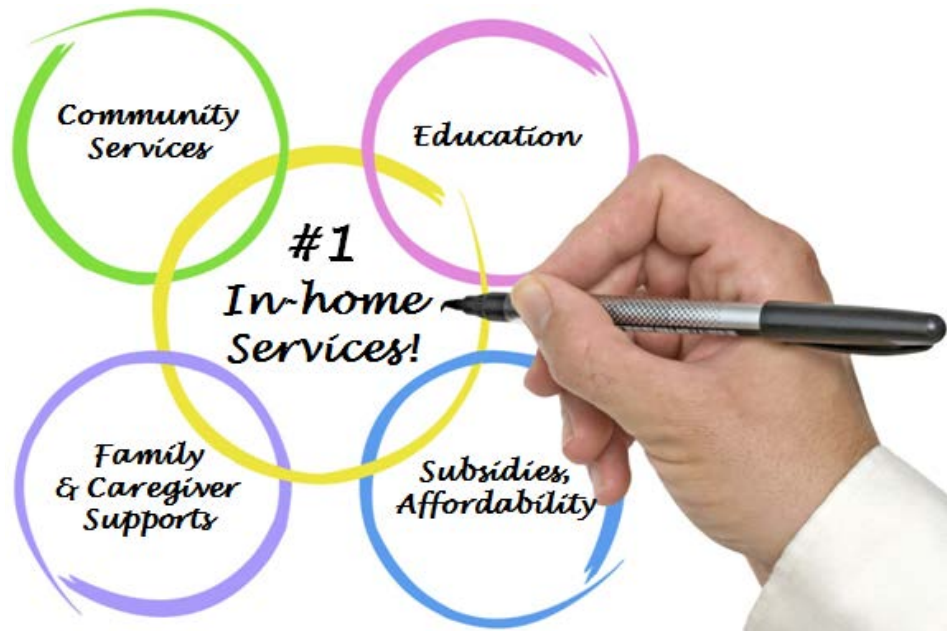 Community
Services
Education
#1
In-home
Services!
Family
& Caregiver
Supports
Subsidies,
Affordability